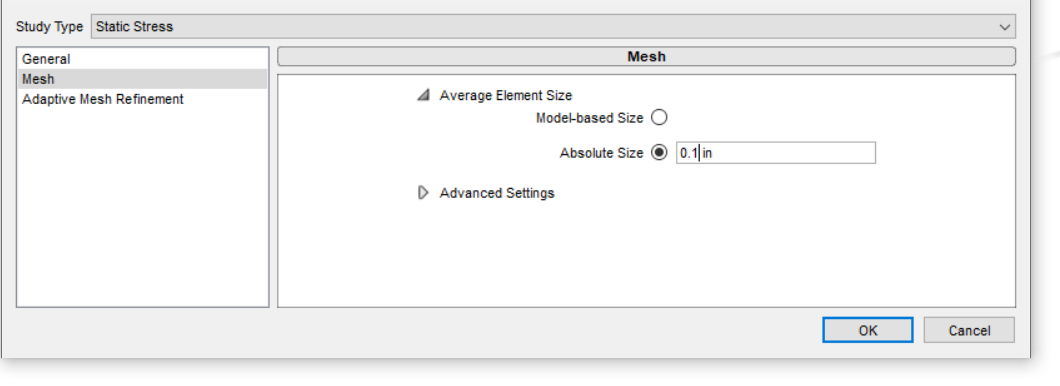 Study Type Static Stress
General
Mesh
Adaptive Mesh Refinement
Mesh
Average Element Size
Model-based Size
Absolute Size 0.1 in
Advanced Settings
OK Cancel